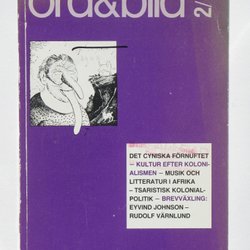 ord&bild 2/
DET CYNISKA FÖRNUFTET
– KULTUR EFTER KOLONI-
ALISMEN – MUSIK OCH
LITTERATUR I AFRIKA
– TSARISTISK KOLONIAL-
POLITIK – BREVVÄXLING:
EYVIND JOHNSON –
RUDOLF VÄRNLUND